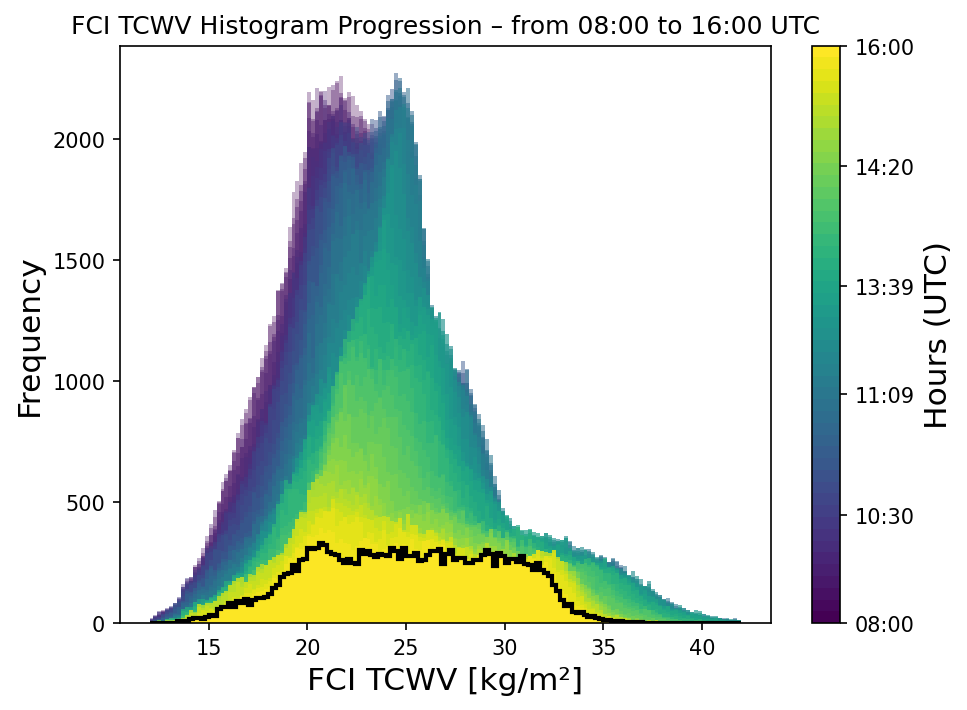 FCI TCWV Histogram Progression – from 08:00 to 16:00 UTC
Frequency
2000
1500
1000
500
0
15 20 25 30 35 40
FCI TCWV [kg/m²]
16:00
14:20
13:39
11:09
10:30
08:00
Hours (UTC)